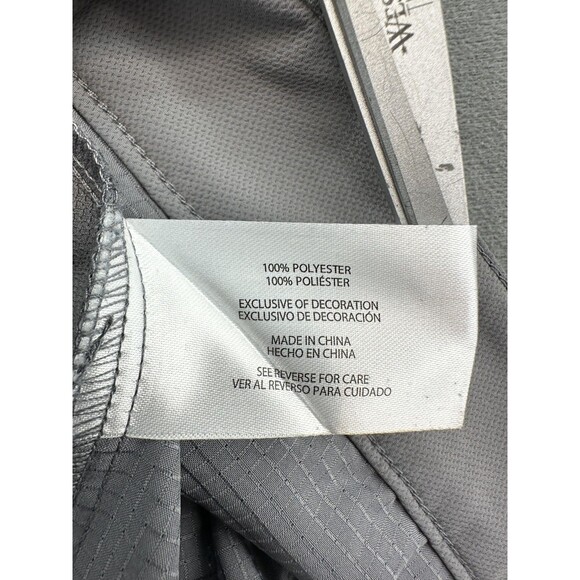 100% POLYESTER
100% POLIÉSTER
EXCLUSIVE OF DECORATION
EXCLUSIVO DE DECORACIÓN
MADE IN CHINA
HECHO EN CHINA
SEE REVERSE FOR CARE
VER AL REVERSO PARA CUIDADO